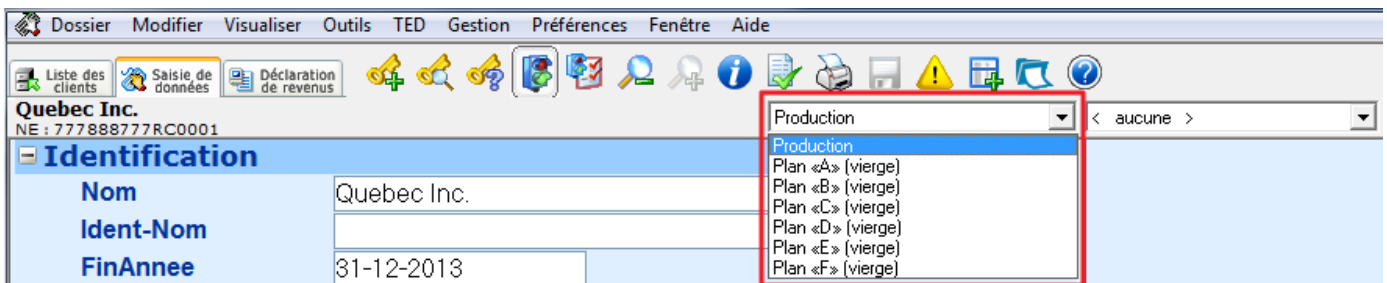 Dossier Modifier Visualiser Outils TED Gestion Préférences Fenêtre Aide
Liste des clients
Saisie de données
Déclaration de revenus
Quebec Inc.
NE : 777888777RC0001
Production
< aucune >
Identification
Production
Plan «A» (vierge)
Plan «B» (vierge)
Plan «C» (vierge)
Plan «D» (vierge)
Plan «E» (vierge)
Plan «F» (vierge)
Nom Quebec Inc.
Ident-Nom
FinAnnee 31-12-2013